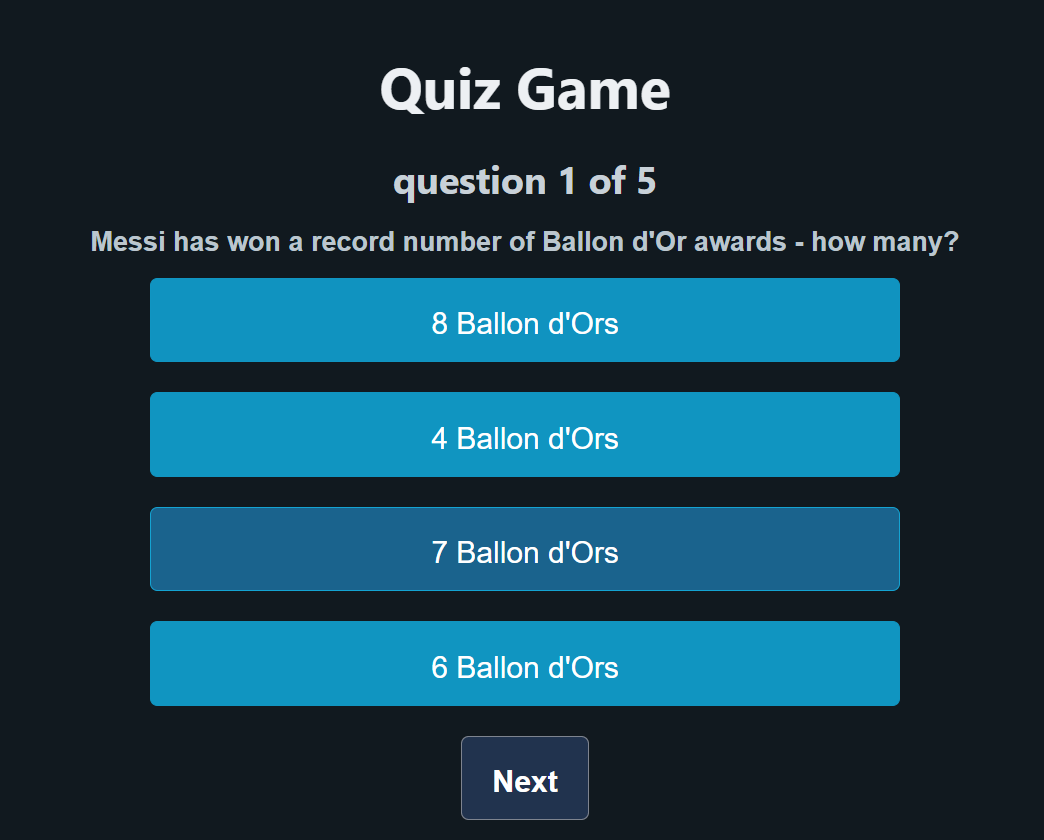 Quiz Game
question 1 of 5
Messi has won a record number of Ballon d'Or awards - how many?
8 Ballon d'Ors
4 Ballon d'Ors
7 Ballon d'Ors
6 Ballon d'Ors
Next